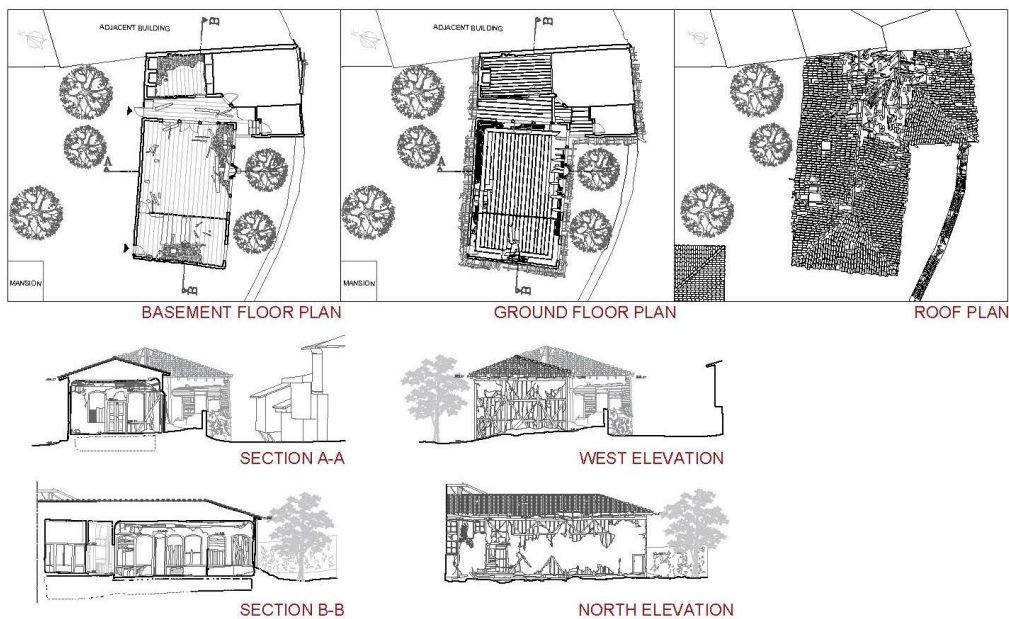 ADJACENT BUILDING
B
A
B
MANSION
BASEMENT FLOOR PLAN
ADJACENT BUILDING
B
A
B
MANSION
GROUND FLOOR PLAN
ROOF PLAN
SECTION A-A
WEST ELEVATION
SECTION B-B
NORTH ELEVATION